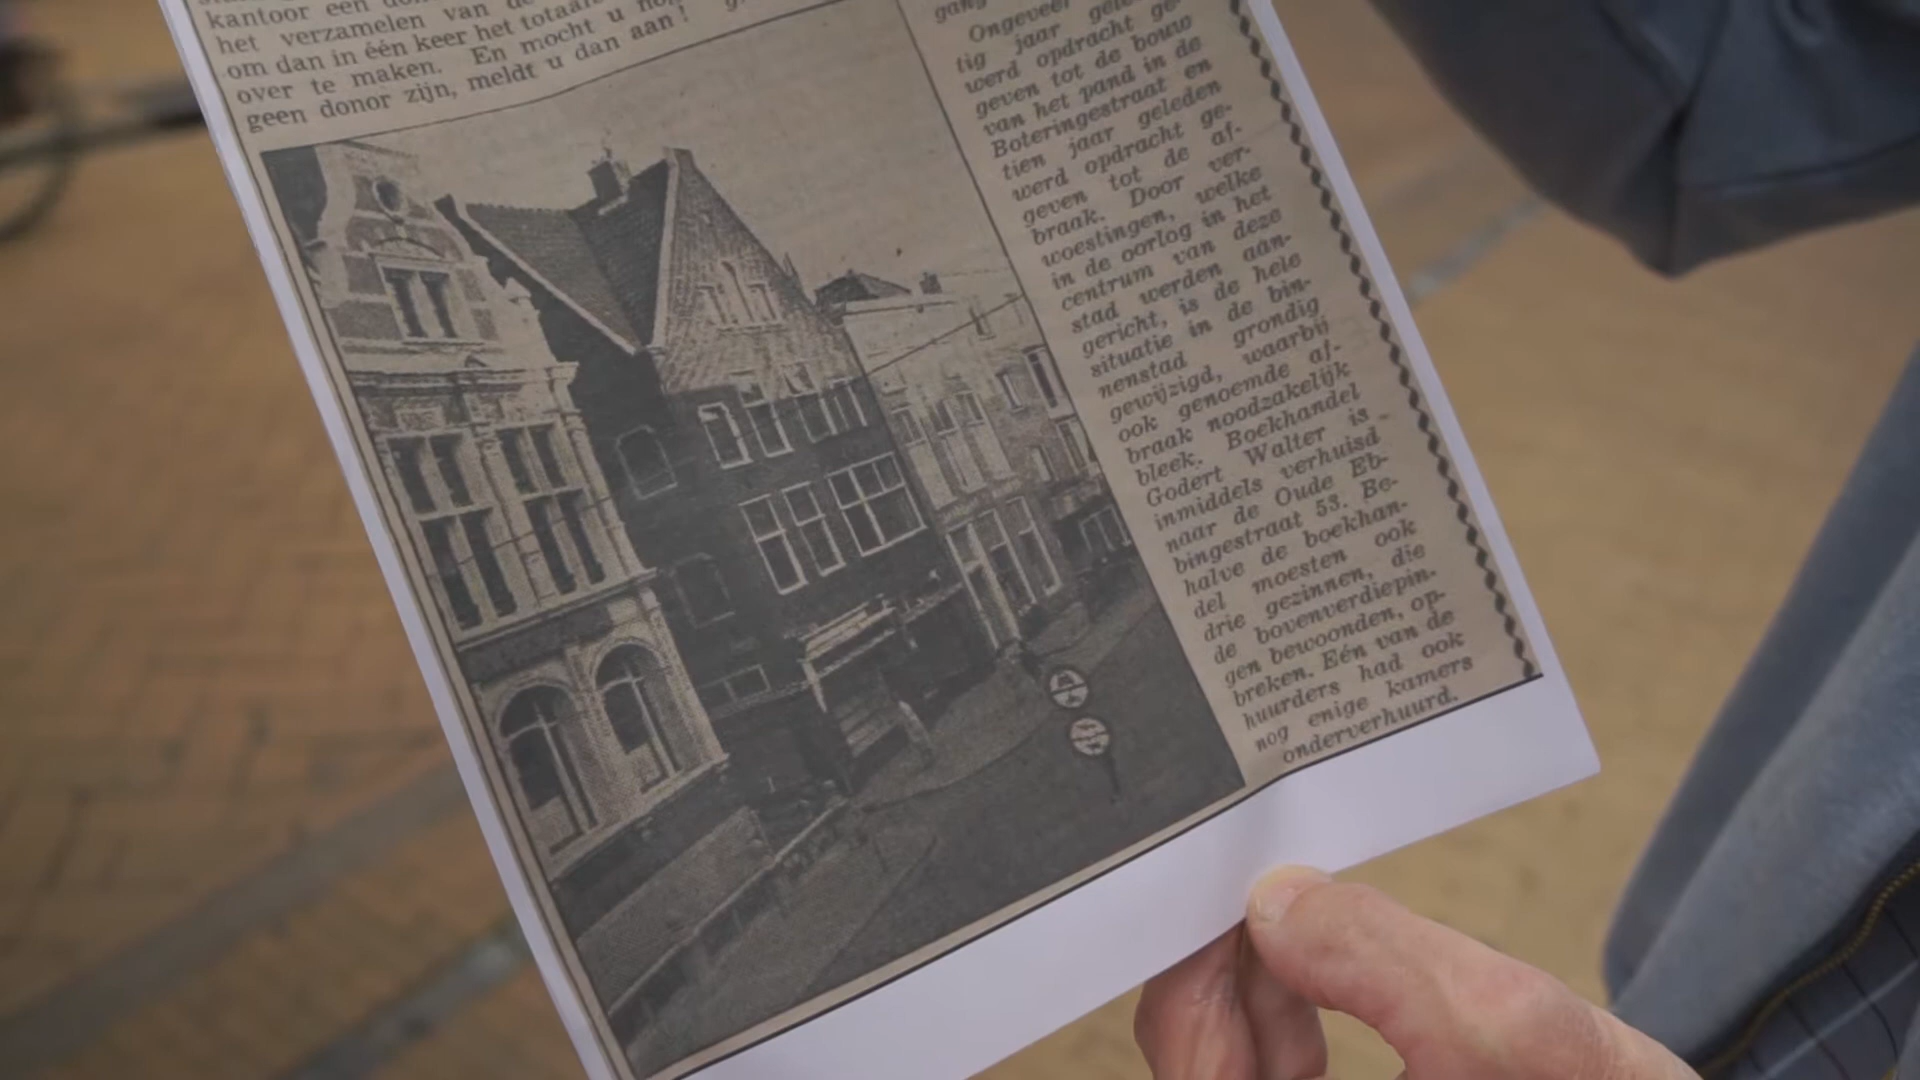 kantoor een
het verzamelen van de
om dan in één keer het totaal
over te maken. En mocht u nog
geen donor zijn, meldt u dan aan!
gang
Ongeveer
tig jaar
werd opdracht ge-
geven tot de bouw
van het pand in de
Boteringestraat en
tien jaar geleden
werd opdracht ge-
geven tot de af-
braak. Door ver-
woestingen, welke
in de oorlog in het
centrum van deze
stad werden aan-
gericht, is de hele
situatie in de bin-
nenstad grondig
gewijzigd, waarbij
ook genoemde af-
braak noodzakelijk
bleek. Boekhandel
Godert Walter is
inmiddels verhuisd
naar de Oude Eb-
bingestraat 53. Be-
halve de boekhan-
del moesten ook
drie gezinnen, die
de bovenverdiepin-
gen bewoonden, op-
breken. Eén van de
huurders had ook
nog enige kamers
onderverhuurd.